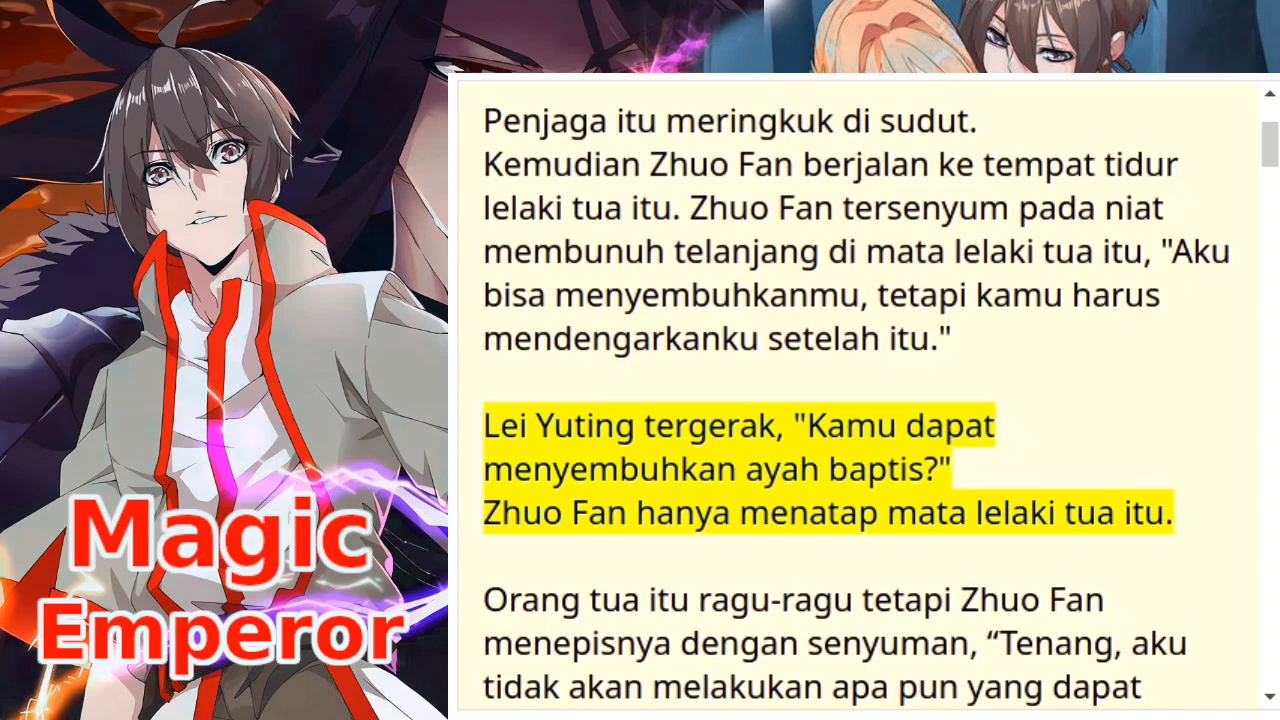 Magic
Emperor
Penjaga itu meringkuk di sudut.
Kemudian Zhuo Fan berjalan ke tempat tidur
lelaki tua itu. Zhuo Fan tersenyum pada niat
membunuh telanjang di mata lelaki tua itu, "Aku
bisa menyembuhkanmu, tetapi kamu harus
mendengarkanku setelah itu."
Lei Yuting tergerak, "Kamu dapat
menyembuhkan ayah baptis?"
Zhuo Fan hanya menatap mata lelaki tua itu.
Orang tua itu ragu-ragu tetapi Zhuo Fan
menepisnya dengan senyuman, “Tenang, aku
tidak akan melakukan apa pun yang dapat